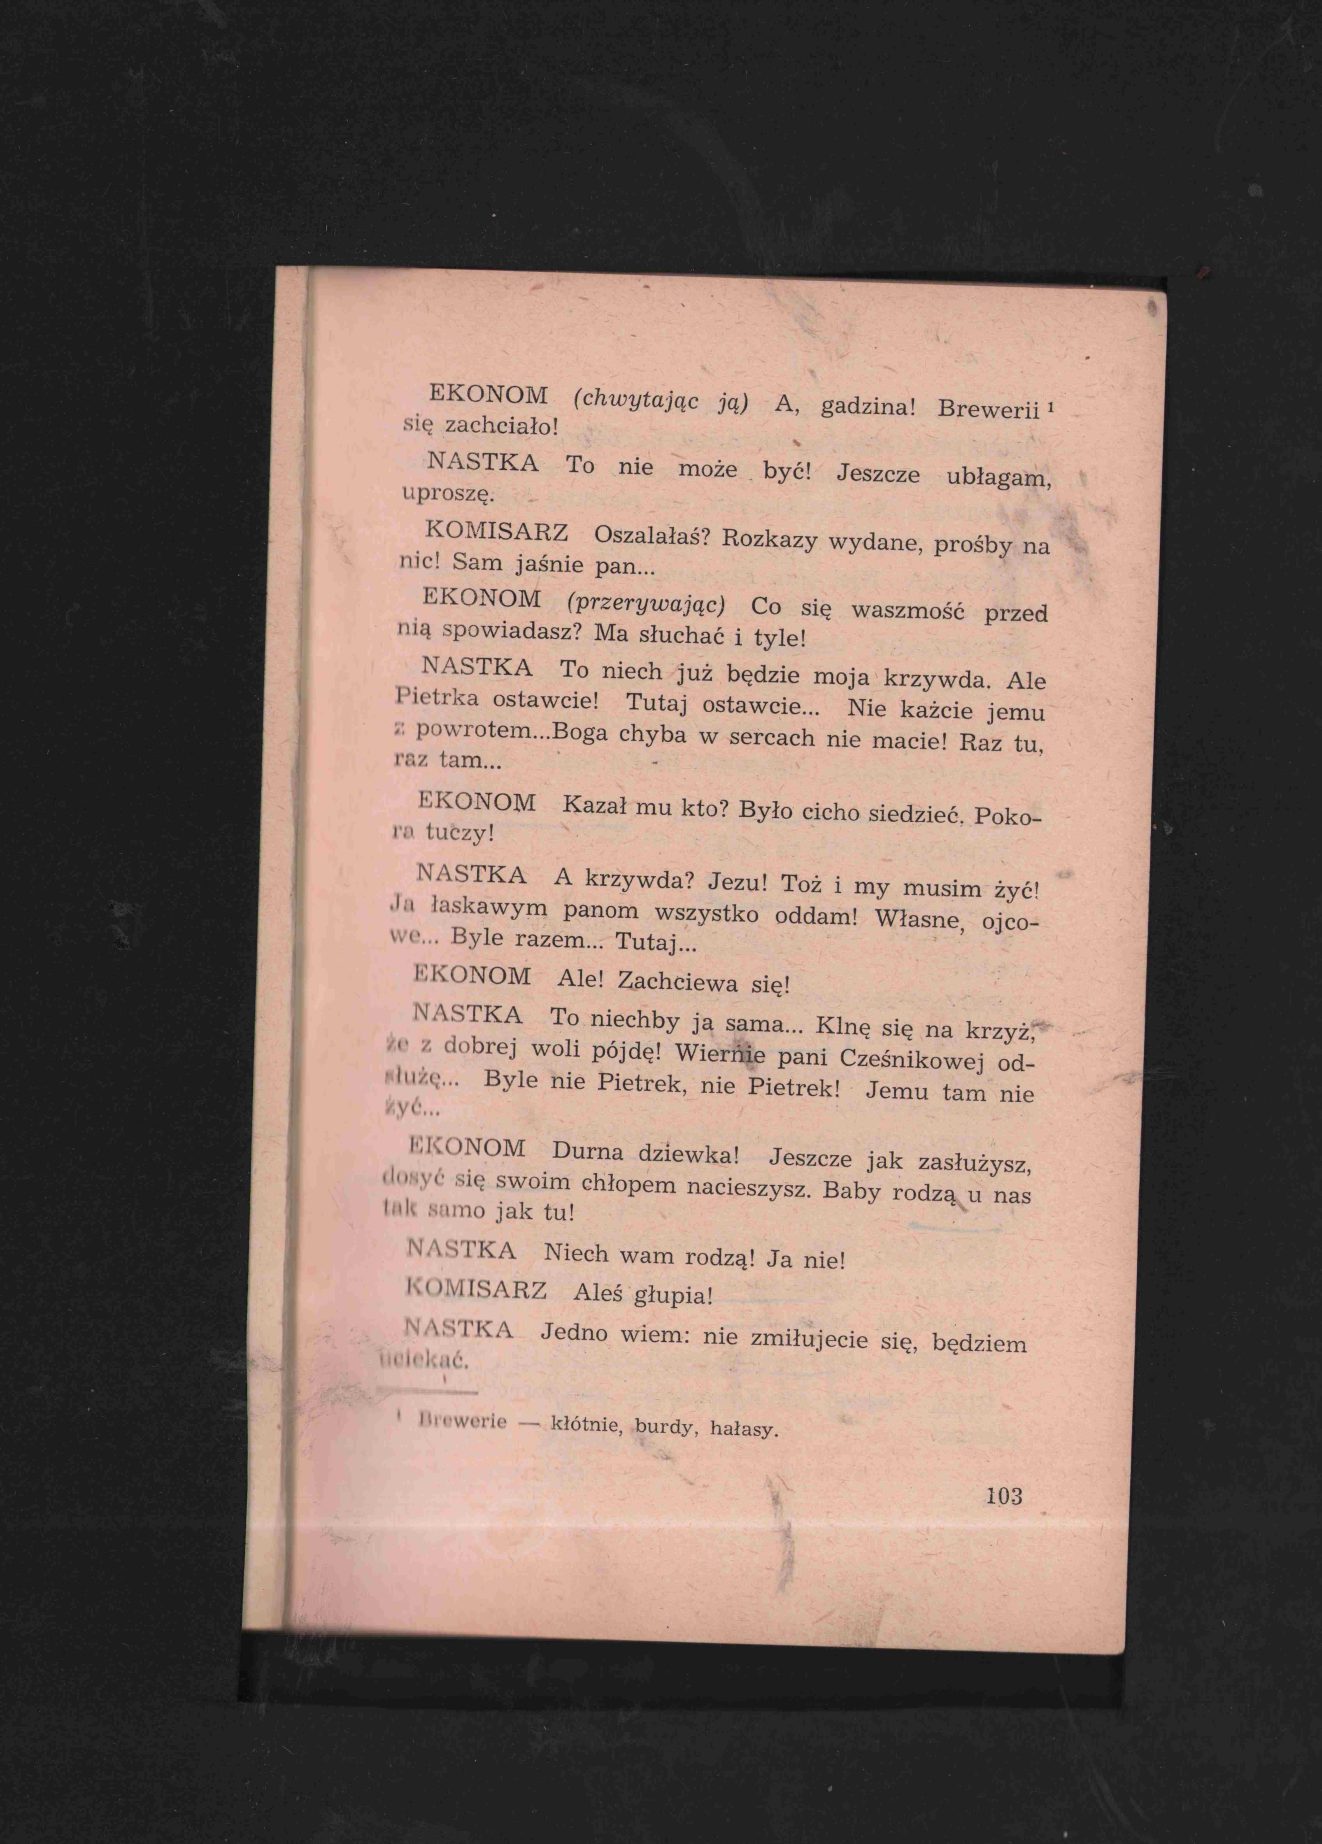 EKONOM (chwytając ją) A, gadzina! Brewerii ¹
się zachciało!
NASTKA To nie może być! Jeszcze ubłagam,
uproszę.
KOMISARZ Oszalałaś? Rozkazy wydane, prośby na
nic! Sam jaśnie pan...
EKONOM (przerywając) Co się waszmość przed
nią spowiadasz? Ma słuchać i tyle!
NASTKA To niech już będzie moja krzywda. Ale
Pietrka ostawcie! Tutaj ostawcie... Nie każcie jemu
z powrotem...Boga chyba w sercach nie macie! Raz tu,
raz tam...
EKONOM Kazał mu kto? Było cicho siedzieć. Poko-
ra tuczy!
NASTKA A krzywda? Jezu! Toż i my musim żyć!
Ja łaskawym panom wszystko oddam! Własne, ojco-
we... Byle razem... Tutaj...
EKONOM Ale! Zachciewa się!
NASTKA To niechby ja sama... Klnę się na krzyż,
że z dobrej woli pójdę! Wiernie pani Cześnikowej od-
służę... Byle nie Pietrek, nie Pietrek! Jemu tam nie
żyć...
EKONOM Durna dziewka! Jeszcze jak zasłużysz,
dosyć się swoim chłopem nacieszysz. Baby rodzą u nas
tak samo jak tu!
NASTKA Niech wam rodzą! Ja nie!
KOMISARZ Aleś głupia!
NASTKA Jedno wiem: nie zmiłujecie się, będziem
uciekać.
¹ Brewerie — kłótnie, burdy, hałasy.
103